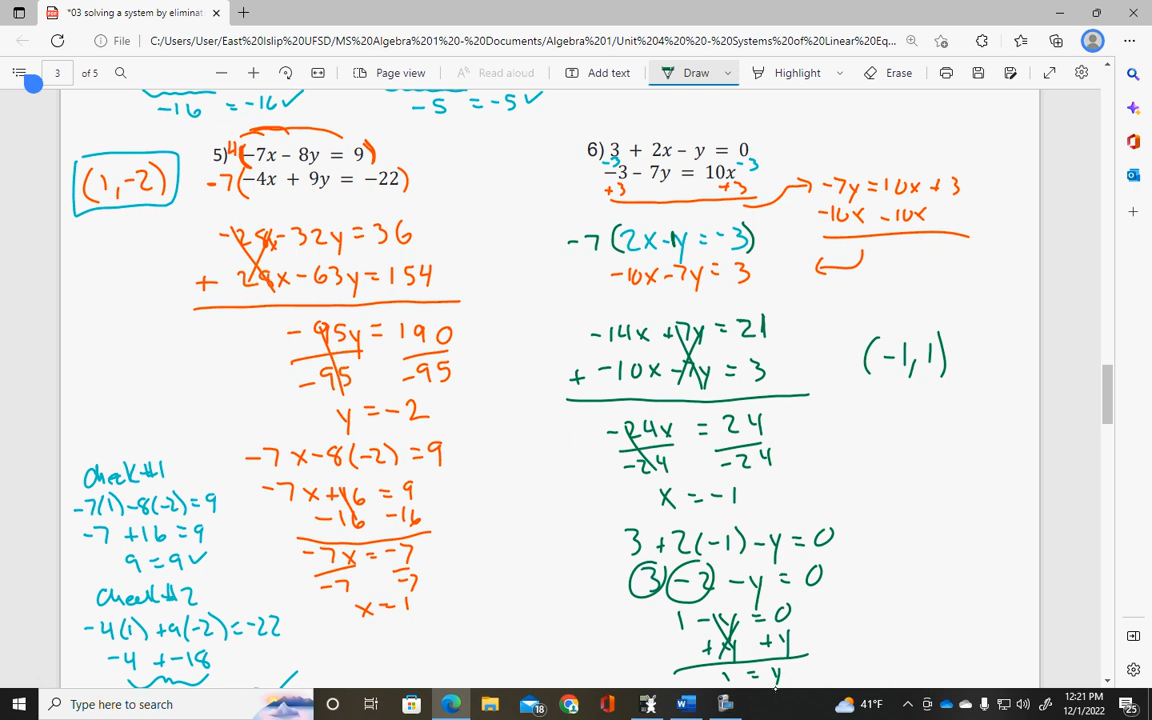 *03 solving a system by eliminat
File
C:/Users/User/East%20Islip%20UFSD/MS%20Algebra%201%20-%20Documents/Algebra%201/Unit%204%20%20-%20Systems%20of%20Linear%20Eq...
3 of 5
Page view
Read aloud
Add text
Draw
Highlight
Erase
-16 = -16✓
-5 = -5✓
(1,-2)
5) 4(-7x - 8y = 9)
-7(-4x + 9y = -22)
-28x-32y=36
+ 28x-63y=154
-95y = 190
-95 -95
y = -2
-7x-8(-2)=9
-7x+16 = 9
-16 -16
-7x = -7
-7 -7
x=1
Check #1
-7(1)-8(-2)=9
-7 +16 = 9
9 = 9✓
Check #2
-4(1)+9(-2)=-22
-4 + -18
6) 3 + 2x - y = 0
-3 -3
-3 - 7y = 10x
+3 +3
-7y=10x+3
-10x -10x
-7(2x-1y=-3)
-10x-7y=3
-14x+7y=21
+ -10x-7y=3
-24x = 24
-24 -24
x = -1
3+2(-1)-y=0
3 -2 -y = 0
1-1y=0
+1y +y
1 = y
(-1,1)
Type here to search
18
41°F
12:21 PM
12/1/2022
25